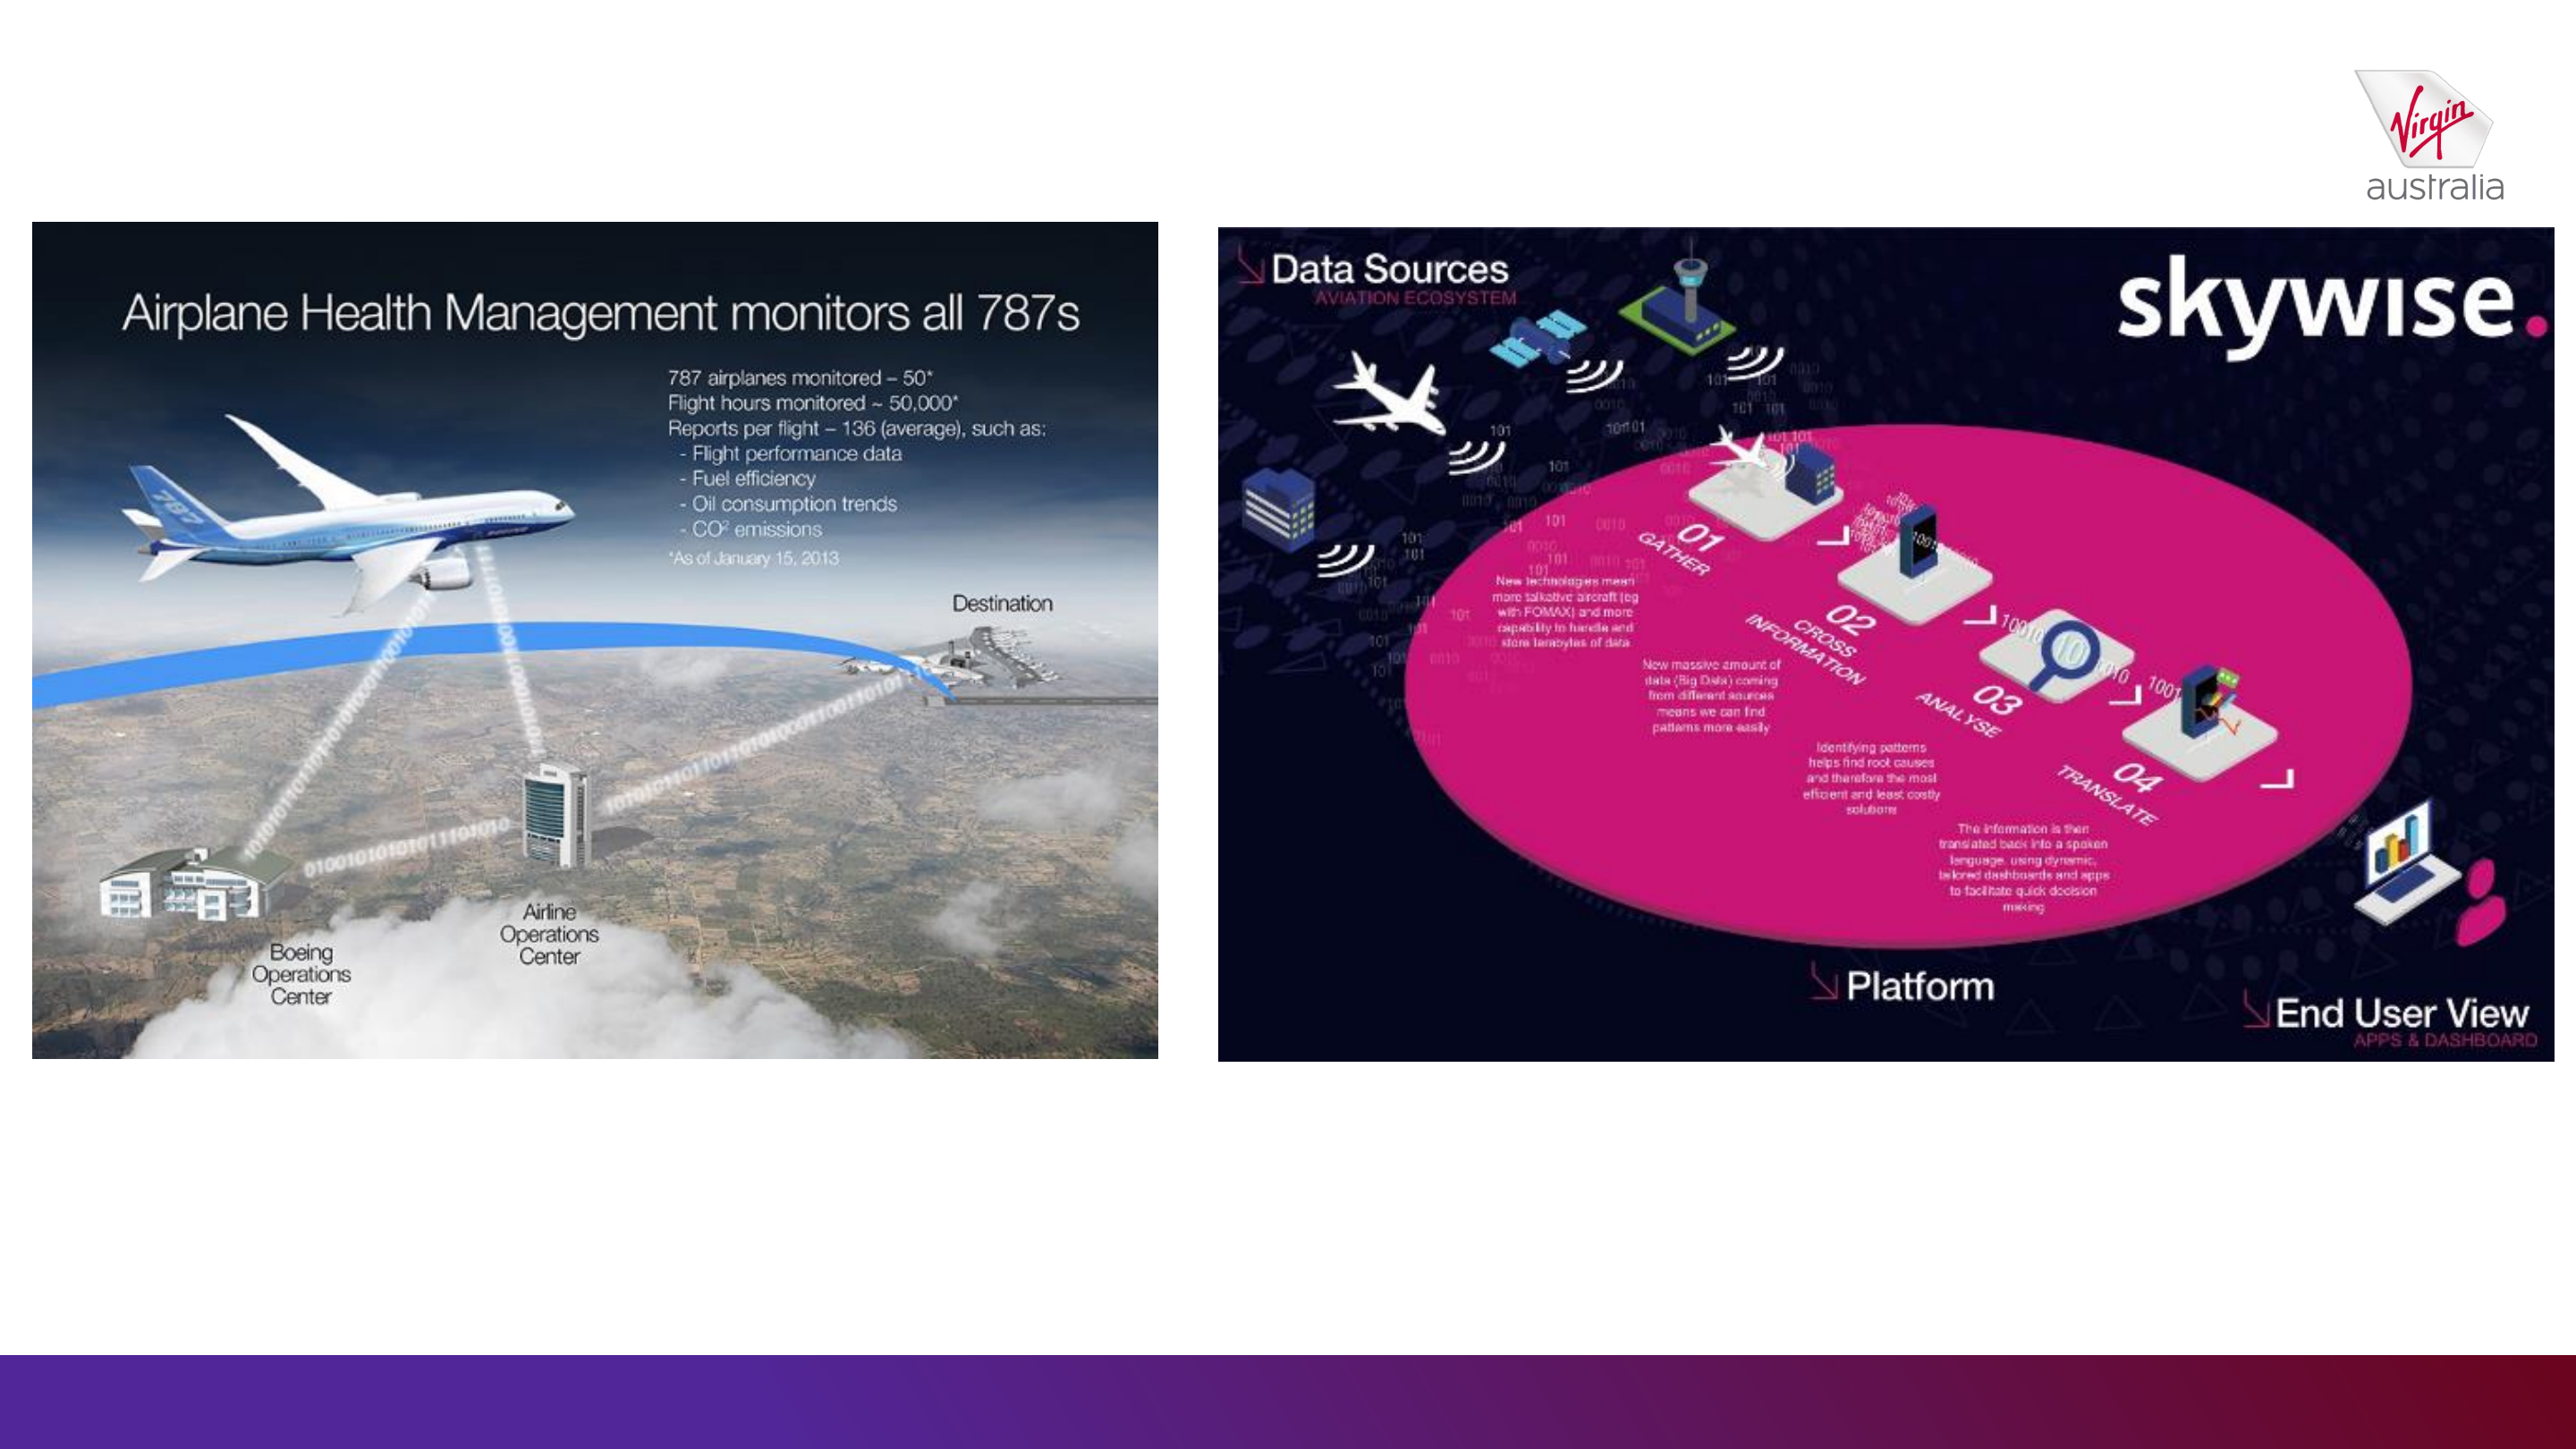 Virgin
australia
Airplane Health Management monitors all 787s
787 airplanes monitored – 50*
Flight hours monitored ~ 50,000*
Reports per flight – 136 (average), such as:
- Flight performance data
- Fuel efficiency
- Oil consumption trends
- CO² emissions
*As of January 15, 2013
787
Destination
Airline
Operations
Center
Boeing
Operations
Center
Data Sources
AVIATION ECOSYSTEM
skywise.
01
GATHER
New technologies mean
more talkative aircraft (eg
with FOMAX) and more
capability to handle and
store terabytes of data
02
CROSS
INFORMATION
New massive amount of
data (Big Data) coming
from different sources
means we can find
patterns more easily
03
ANALYSE
Identifying patterns
helps find root causes
and therefore the most
efficient and least costly
solutions
04
TRANSLATE
The information is then
translated back into a spoken
language, using dynamic,
tailored dashboards and apps
to facilitate quick decision
making
Platform
End User View
APPS & DASHBOARD